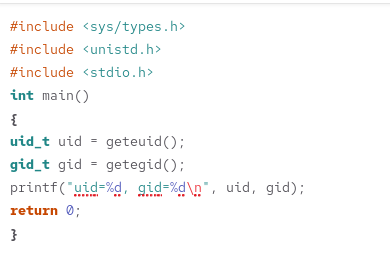 #include <sys/types.h>
#include <unistd.h>
#include <stdio.h>
int main()
{
uid_t uid = geteuid();
gid_t gid = getegid();
printf("uid=%d, gid=%d\n", uid, gid);
return 0;
}